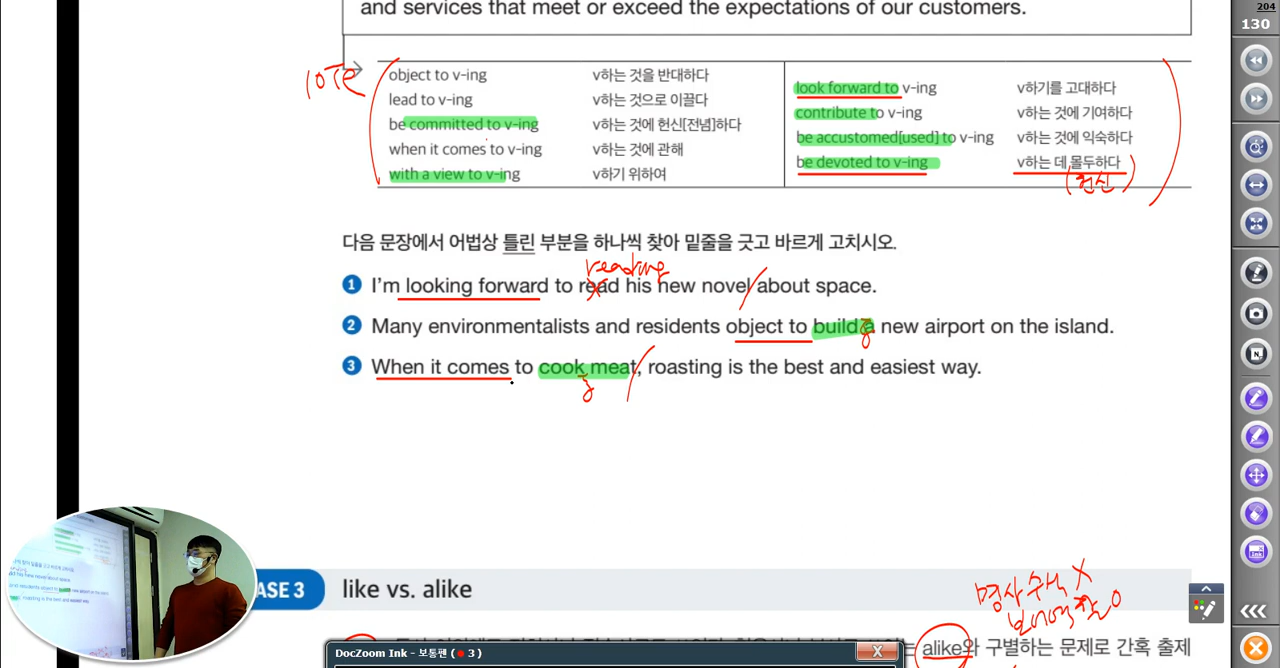 and services that meet or exceed the expectations of our customers.
object to v-ing v하는 것을 반대하다
lead to v-ing v하는 것으로 이끌다
be committed to v-ing v하는 것에 헌신[전념]하다
when it comes to v-ing v하는 것에 관해
with a view to v-ing v하기 위하여
look forward to v-ing v하기를 고대하다
contribute to v-ing v하는 것에 기여하다
be accustomed[used] to v-ing v하는 것에 익숙하다
be devoted to v-ing v하는 데 몰두하다
(헌신)
다음 문장에서 어법상 틀린 부분을 하나씩 찾아 밑줄을 긋고 바르게 고치시오.
reading
1 I'm looking forward to read his new novel about space.
2 Many environmentalists and residents object to build a new airport on the island.
3 When it comes to cook meat, roasting is the best and easiest way.
ASE 3 like vs. alike
명사수식 X
alike와 구별하는 문제로 간혹 출제
DocZoom Ink - 보통펜 ( 3 )
204
130
Ink